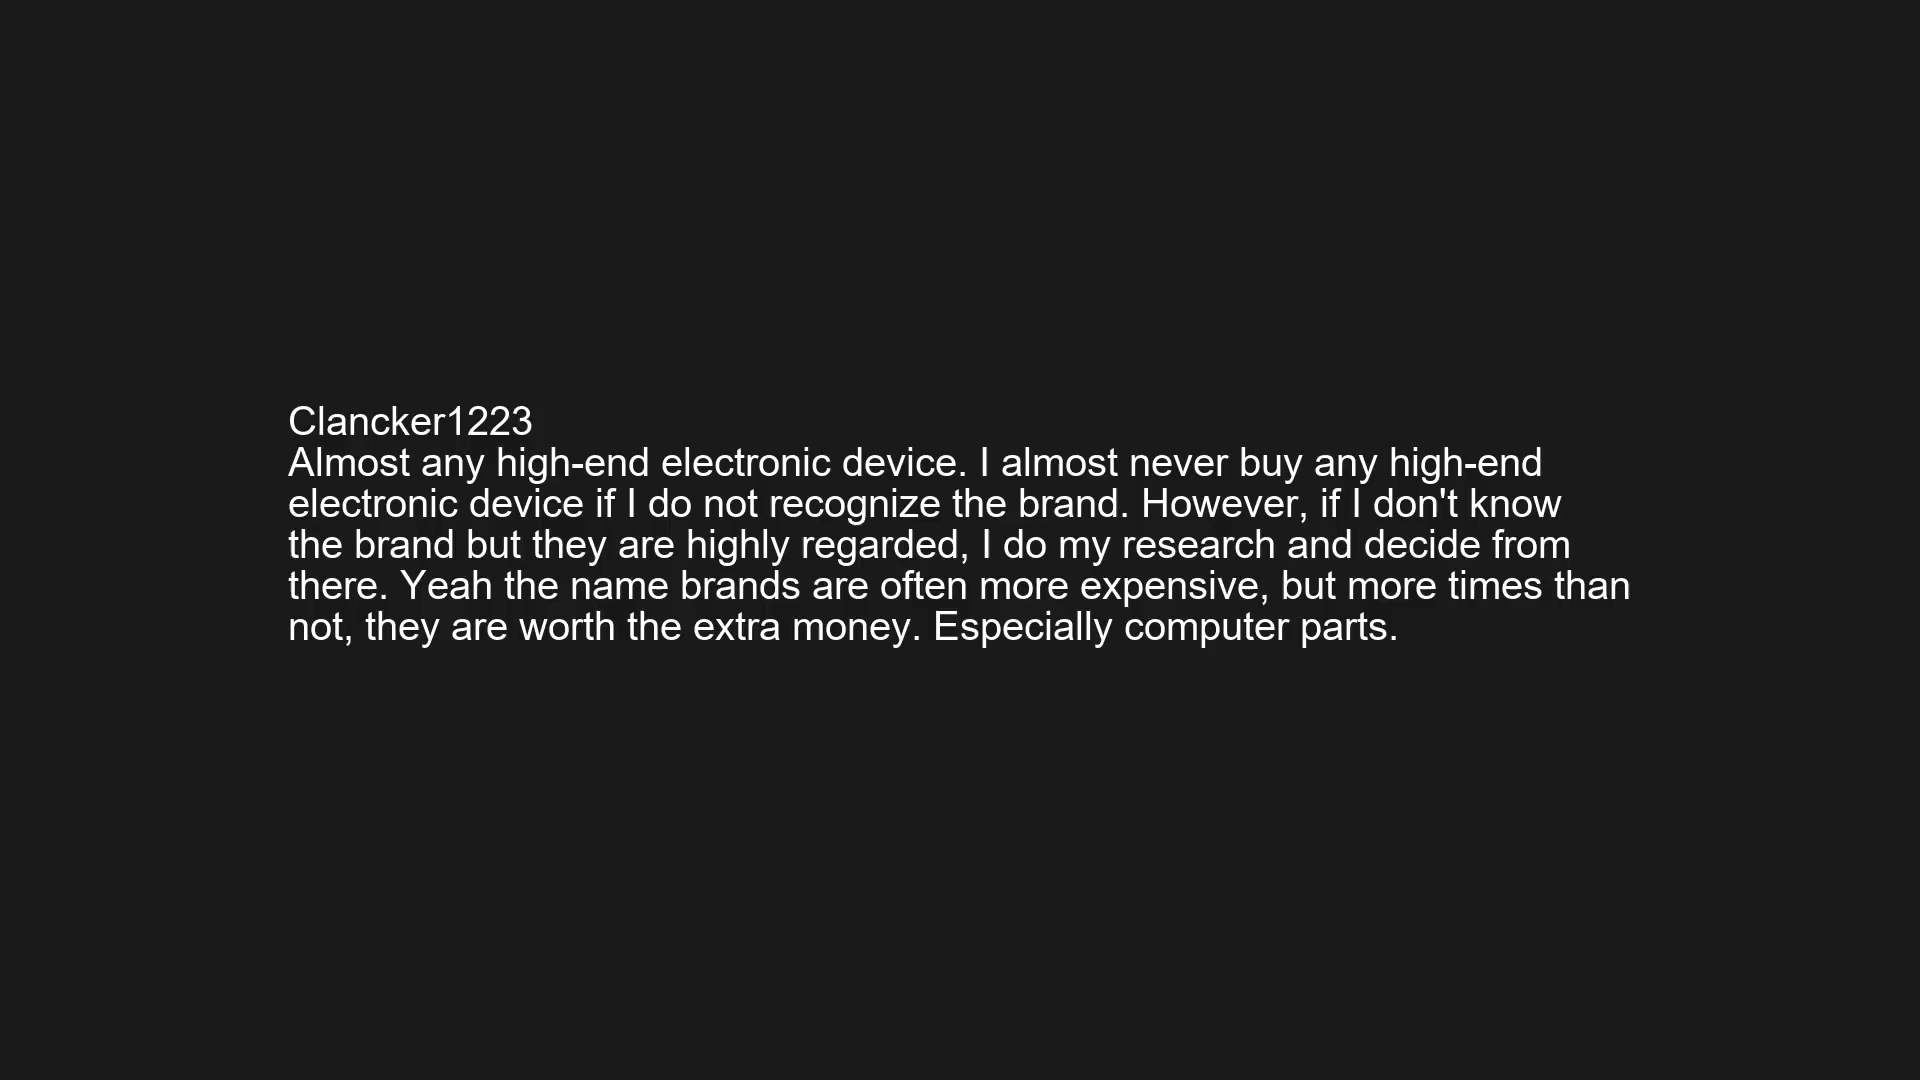 Clancker1223
Almost any high-end electronic device. I almost never buy any high-end
electronic device if I do not recognize the brand. However, if I don't know
the brand but they are highly regarded, I do my research and decide from
there. Yeah the name brands are often more expensive, but more times than
not, they are worth the extra money. Especially computer parts.